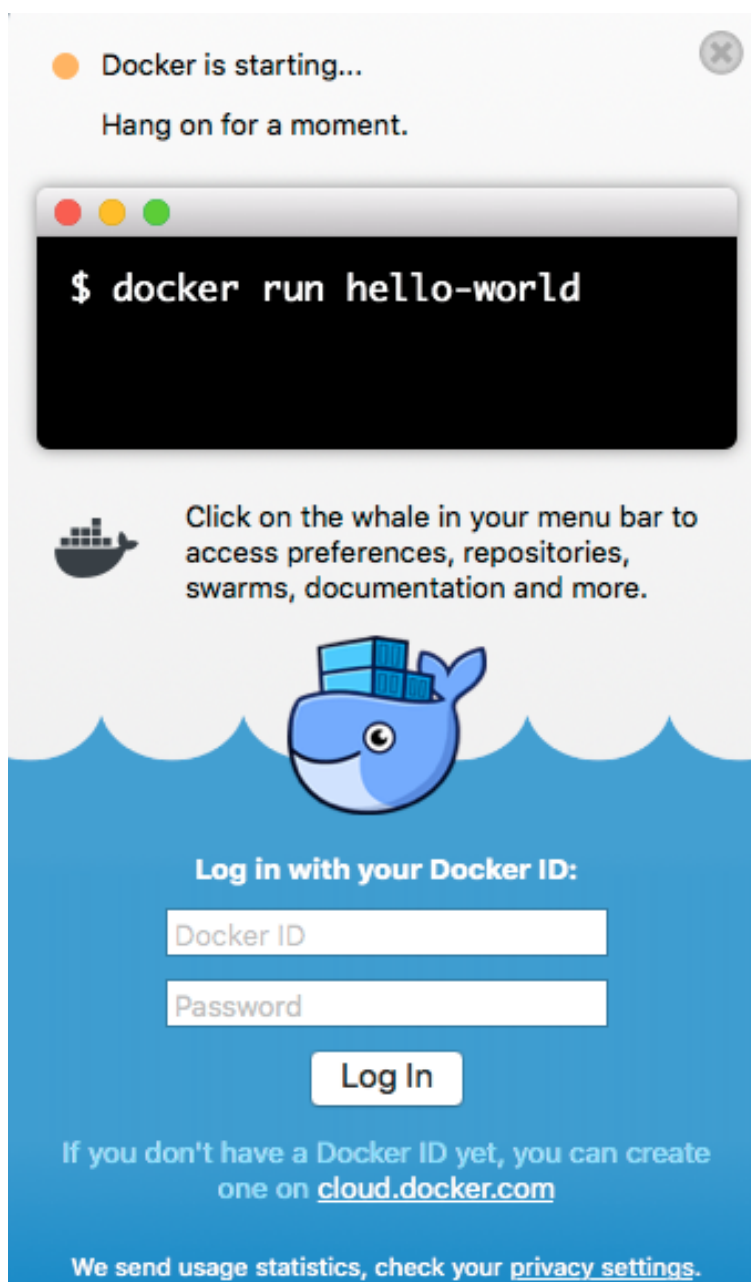 Docker is starting...
Hang on for a moment.
$ docker run hello-world
Click on the whale in your menu bar to
access preferences, repositories,
swarms, documentation and more.
Log in with your Docker ID:
Docker ID
Password
Log In
If you don't have a Docker ID yet, you can create
one on cloud.docker.com
We send usage statistics, check your privacy settings.